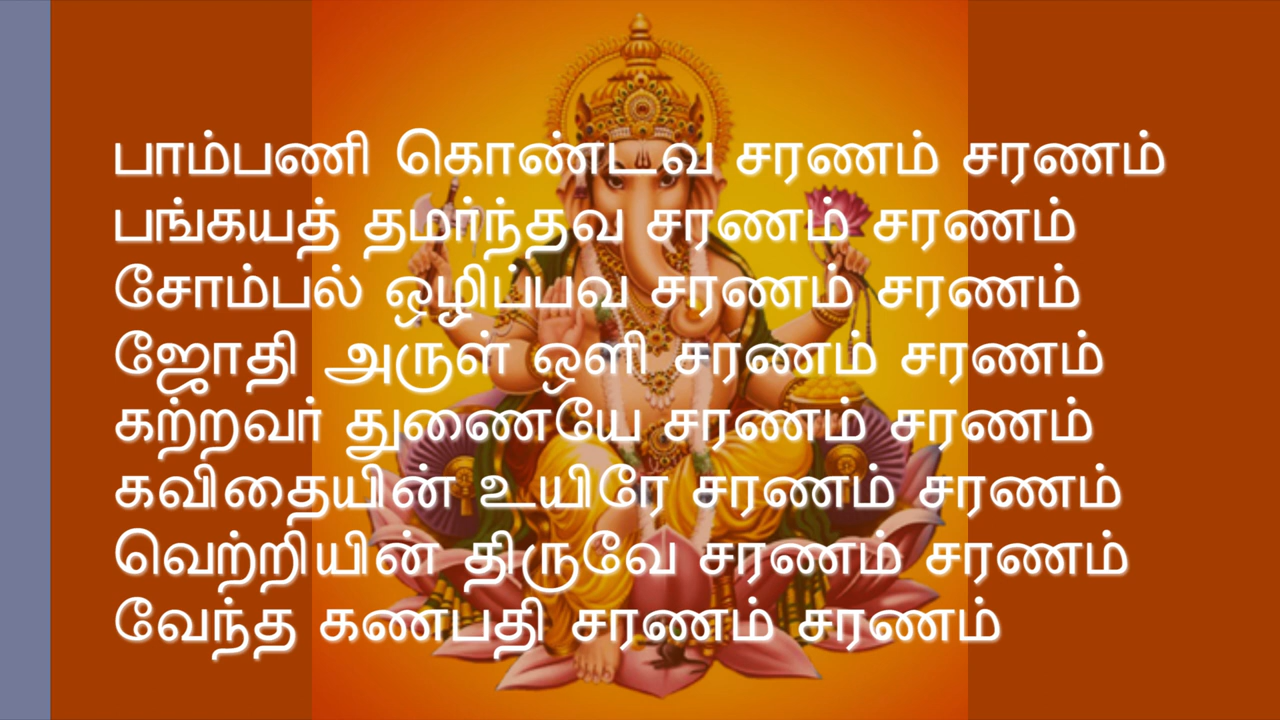 பாம்பணி கொண்டவ சரணம் சரணம்
பங்கயத் தமர்ந்தவ சரணம் சரணம்
சோம்பல் ஒழிப்பவ சரணம் சரணம்
ஜோதி அருள் ஒளி சரணம் சரணம்
கற்றவர் துணையே சரணம் சரணம்
கவிதையின் உயிரே சரணம் சரணம்
வெற்றியின் திருவே சரணம் சரணம்
வேந்த கணபதி சரணம் சரணம்